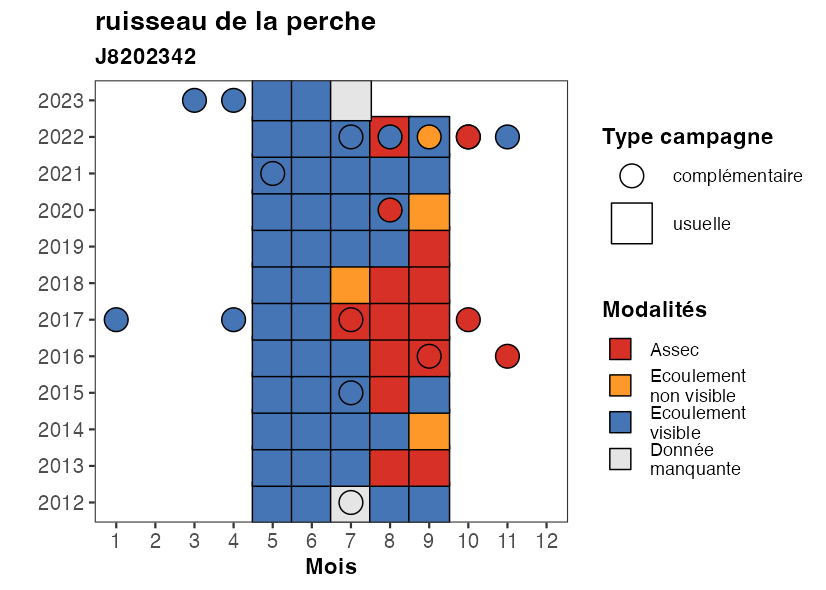 ruisseau de la perche
J8202342
2023
2022
2021
2020
2019
2018
2017
2016
2015
2014
2013
2012
1 2 3 4 5 6 7 8 9 10 11 12
Mois
Type campagne
complémentaire
usuelle
Modalités
Assec
Ecoulement
non visible
Ecoulement
visible
Donnée
manquante